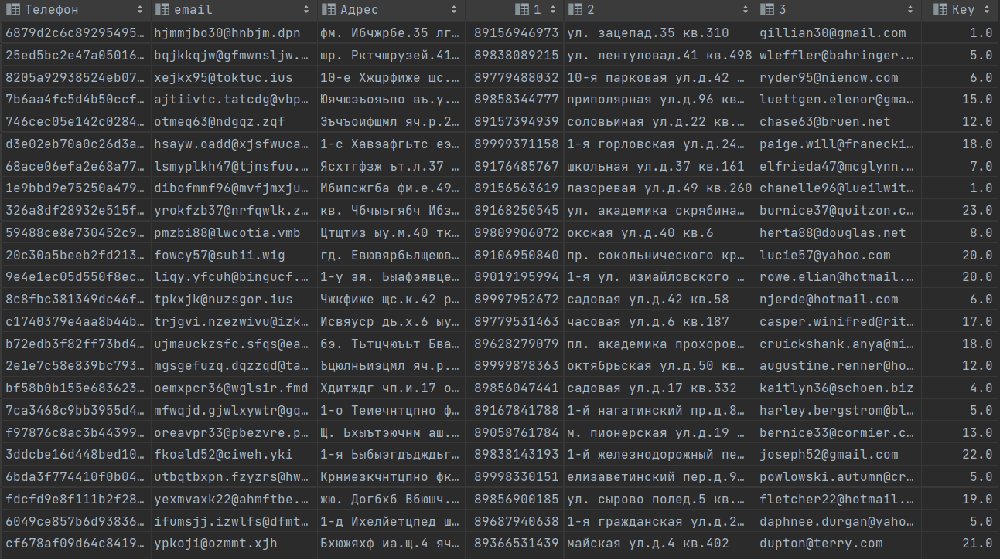 Телефон email Адрес 1 2 3 Key
6879d2c6c89295495… hjmmjbo30@hnbjm.dpn фм. Ибчжрбе.35 лг… 89156946973 ул. зацепад.35 кв.310 gillian30@gmail.com 1.0
25ed5bc2e47a05016… bqjkkqjw@gfmwnsljw.… шр. Рктчшрузей.41… 89838089215 ул. лентуловад.41 кв.498 wleffler@bahringer.… 5.0
8205a92938524eb07… xejkx95@toktuc.ius 10-е Хжцрфиже щс.… 89779488032 10-я парковая ул.д.42 … ryder95@nienow.com 6.0
7b6aa4fc5d4b50ccf… ajtiivtc.tatcdg@vbp… Юячюэъояьпо въ.у.… 89858344777 приполярная ул.д.96 кв… luettgen.elenor@gma… 15.0
746cec05e142c0284… otmeq63@ndgqz.zqf Эъчъоифщмл яч.р.2… 89157394939 соловьиная ул.д.22 кв.… chase63@bruen.net 12.0
d3e02eb70a0c26d3a… hsayw.oadd@xjsfwuca… 1-с Хавэафгьтс еэ… 89999371158 1-я горловская ул.д.24… paige.will@franecki… 18.0
68ace06efa2e68a77… lsmyplkh47@tjnsfuu.… Ясхтгфзж ът.л.37 … 89176485767 школьная ул.д.37 кв.161 elfrieda47@mcglynn.… 7.0
1e9bbd9e75250a479… dibofmmf96@mvfjmxju… Мбипсжгба фм.е.49… 89156563619 лазоревая ул.д.49 кв.260 chanelle96@lueilwit… 1.0
326a8df28932e515f… yrokfzb37@nrfqwlk.z… кв. Чбчыьгябч Ибз… 89168250545 ул. академика скрябина… burnice37@quitzon.c… 23.0
59488ce8e730452c9… pmzbi88@lwcotia.vmb Цтщтиз ыу.м.40 тк… 89809906072 окская ул.д.40 кв.6 herta88@douglas.net 8.0
20c30a5beeb2fd213… fowcy57@subii.wig гд. Евювярбьлщеюв… 89106950840 пр. сокольнического кр… lucie57@yahoo.com 20.0
9e4e1ec05d550f8ec… liqy.yfcuh@bingucf.… 1-у зя. Ьыафэявце… 89019195994 1-я ул. измайловского … rowe.elian@hotmail.… 20.0
8c8fbc381349dc46f… tpkxjk@nuzsgor.ius Чжкфиже щс.к.42 р… 89997952672 садовая ул.д.42 кв.58 njerde@hotmail.com 6.0
c1740379e4aa8b44b… trjgvi.nzezwivu@izk… Исвяуср дь.х.6 ыу… 89779531463 часовая ул.д.6 кв.187 casper.winifred@rit… 17.0
b72edb3f82ff73bd4… ujmauckzsfc.sfqs@ea… бэ. Тьтцчюъьт Бва… 89628279079 пл. академика прохоров… cruickshank.anya@mi… 18.0
2e1e7c58e839bc793… mgsgefuzq.dqzzqd@ta… Ъцюлньиэцмл яч.р.… 89999878363 октябрьская ул.д.50 кв… augustine.renner@ho… 12.0
bf58b0b155e683623… oemxpcr36@wglsir.fmd Хдитждг чп.и.17 о… 89856047441 садовая ул.д.17 кв.332 kaitlyn36@schoen.biz 4.0
7ca3468c9bb3955d4… mfwqjd.gjwlxywtr@gq… 1-о Теиечнтцпно ф… 89167841788 1-й нагатинский пр.д.8… harley.bergstrom@bl… 5.0
f97876c8ac3b44399… oreavpr33@pbezvre.p… Щ. Ьхыътэючнм аш.… 89058761784 м. пионерская ул.д.19 … bernice33@cormier.c… 13.0
3ddcbe16d448bed10… fkoald52@ciweh.yki 1-я Ьыбыэгдъдждьг… 89838143193 1-й железнодорожный пе… joseph52@gmail.com 22.0
6bda3f774410f0b04… utbqtbxpn.fzyzrs@hw… Крнмезкчнтцпно фк… 89998330151 елизаветинский пер.д.9… powlowski.autumn@cr… 5.0
fdcfd9e8f111b2f28… yexmvaxk22@ahmftbe.… жю. Догбхб Вбюшч.… 89856900185 ул. сырово полед.5 кв.… fletcher22@hotmail.… 19.0
6049ce857b6d93836… ifumsjj.izwlfs@dfmt… 1-д Ихелйетцпед ш… 89687940638 1-я гражданская ул.д.2… daphnee.durgan@yaho… 5.0
cf678af09d64c8419… ypkoji@ozmmt.xjh Бхюжяхф иа.щ.4 яч… 89366531439 майская ул.д.4 кв.402 dupton@terry.com 21.0